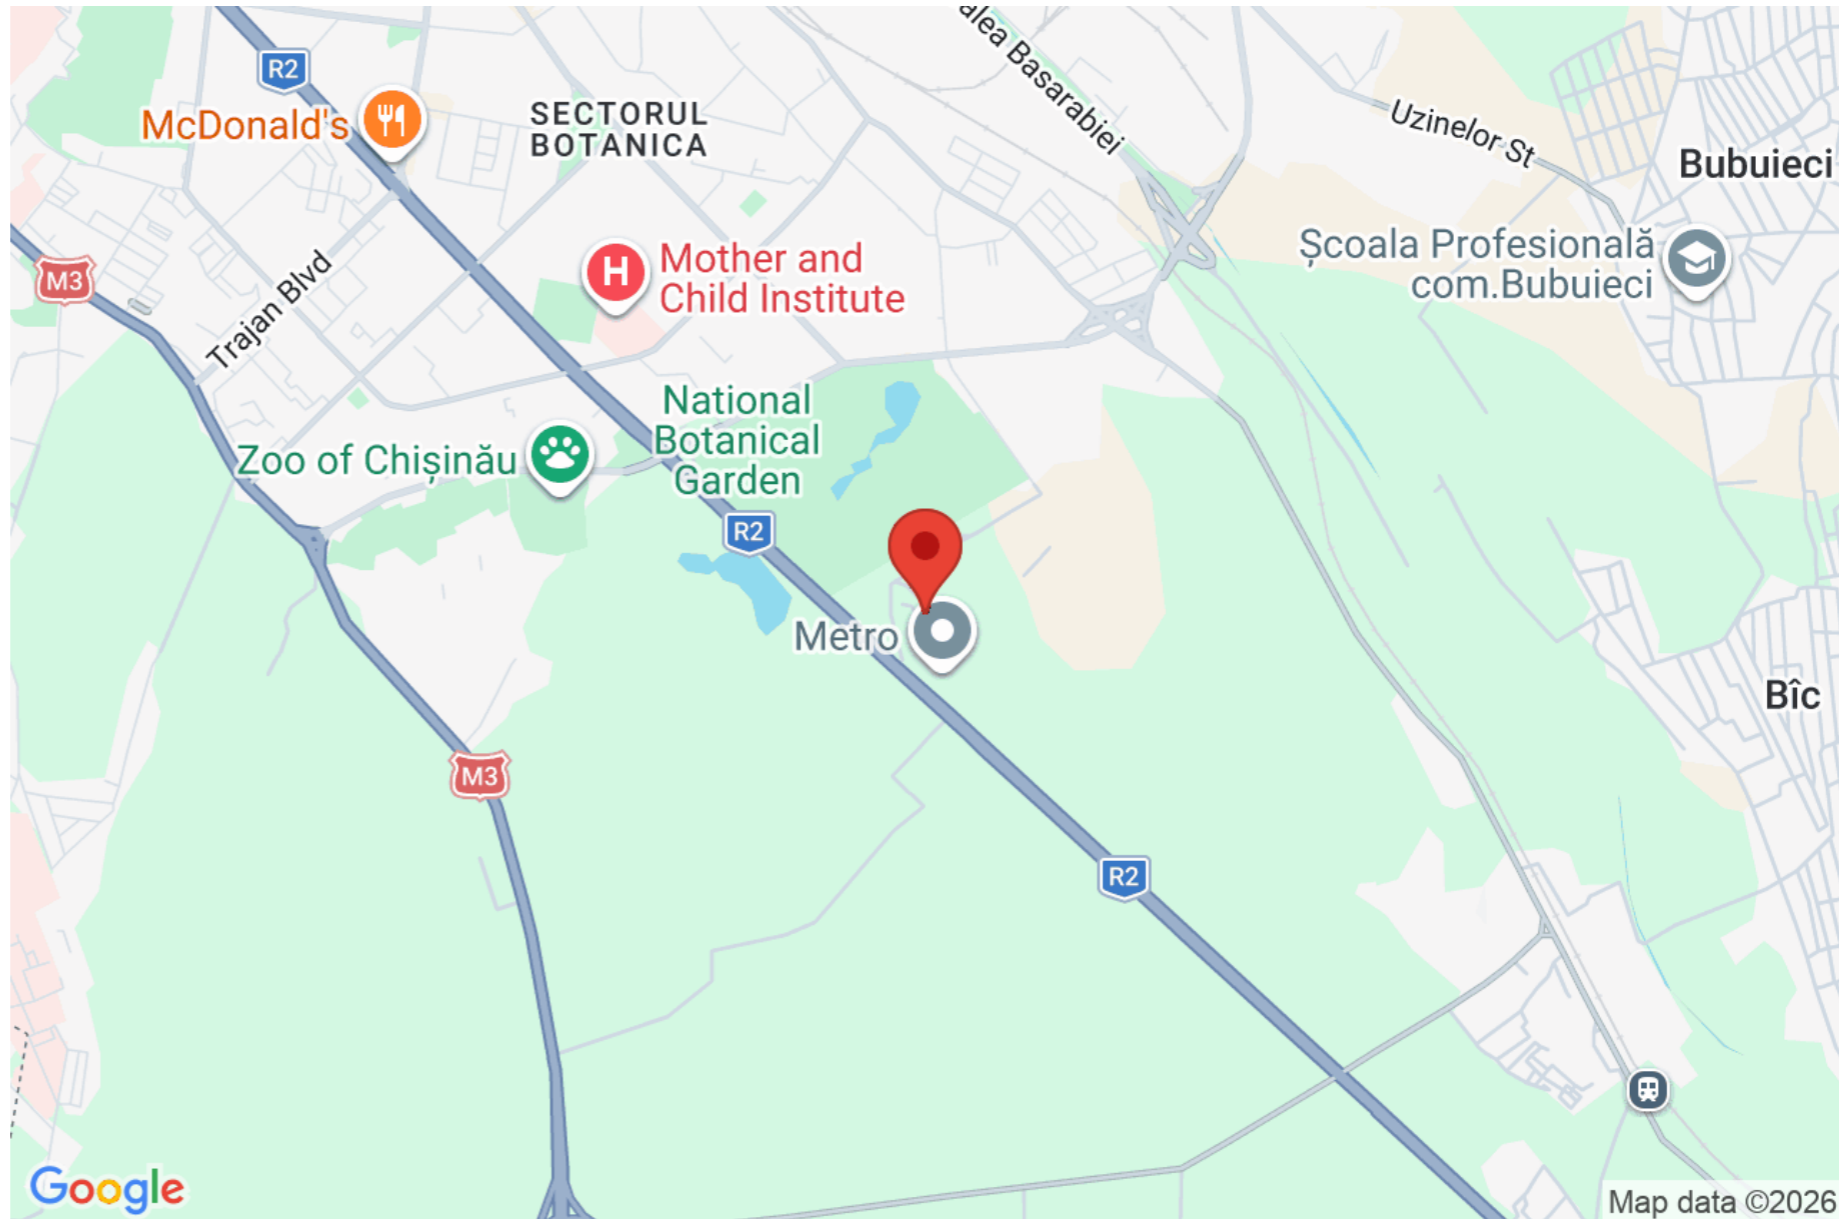 alea Basarabiei
R2
McDonald's
SECTORUL
BOTANICA
Uzinelor St
Bubuieci
Mother and
Child Institute
Școala Profesională
com.Bubuieci
M3
Trajan Blvd
National
Botanical
Garden
Zoo of Chișinău
R2
Metro
Bîc
M3
R2
Google
Map data ©2026